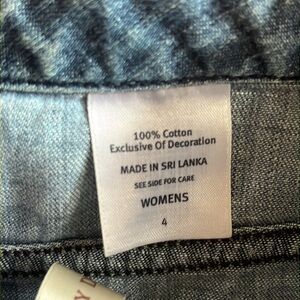 100% Cotton
Exclusive Of Decoration
MADE IN SRI LANKA
SEE SIDE FOR CARE
WOMENS
4